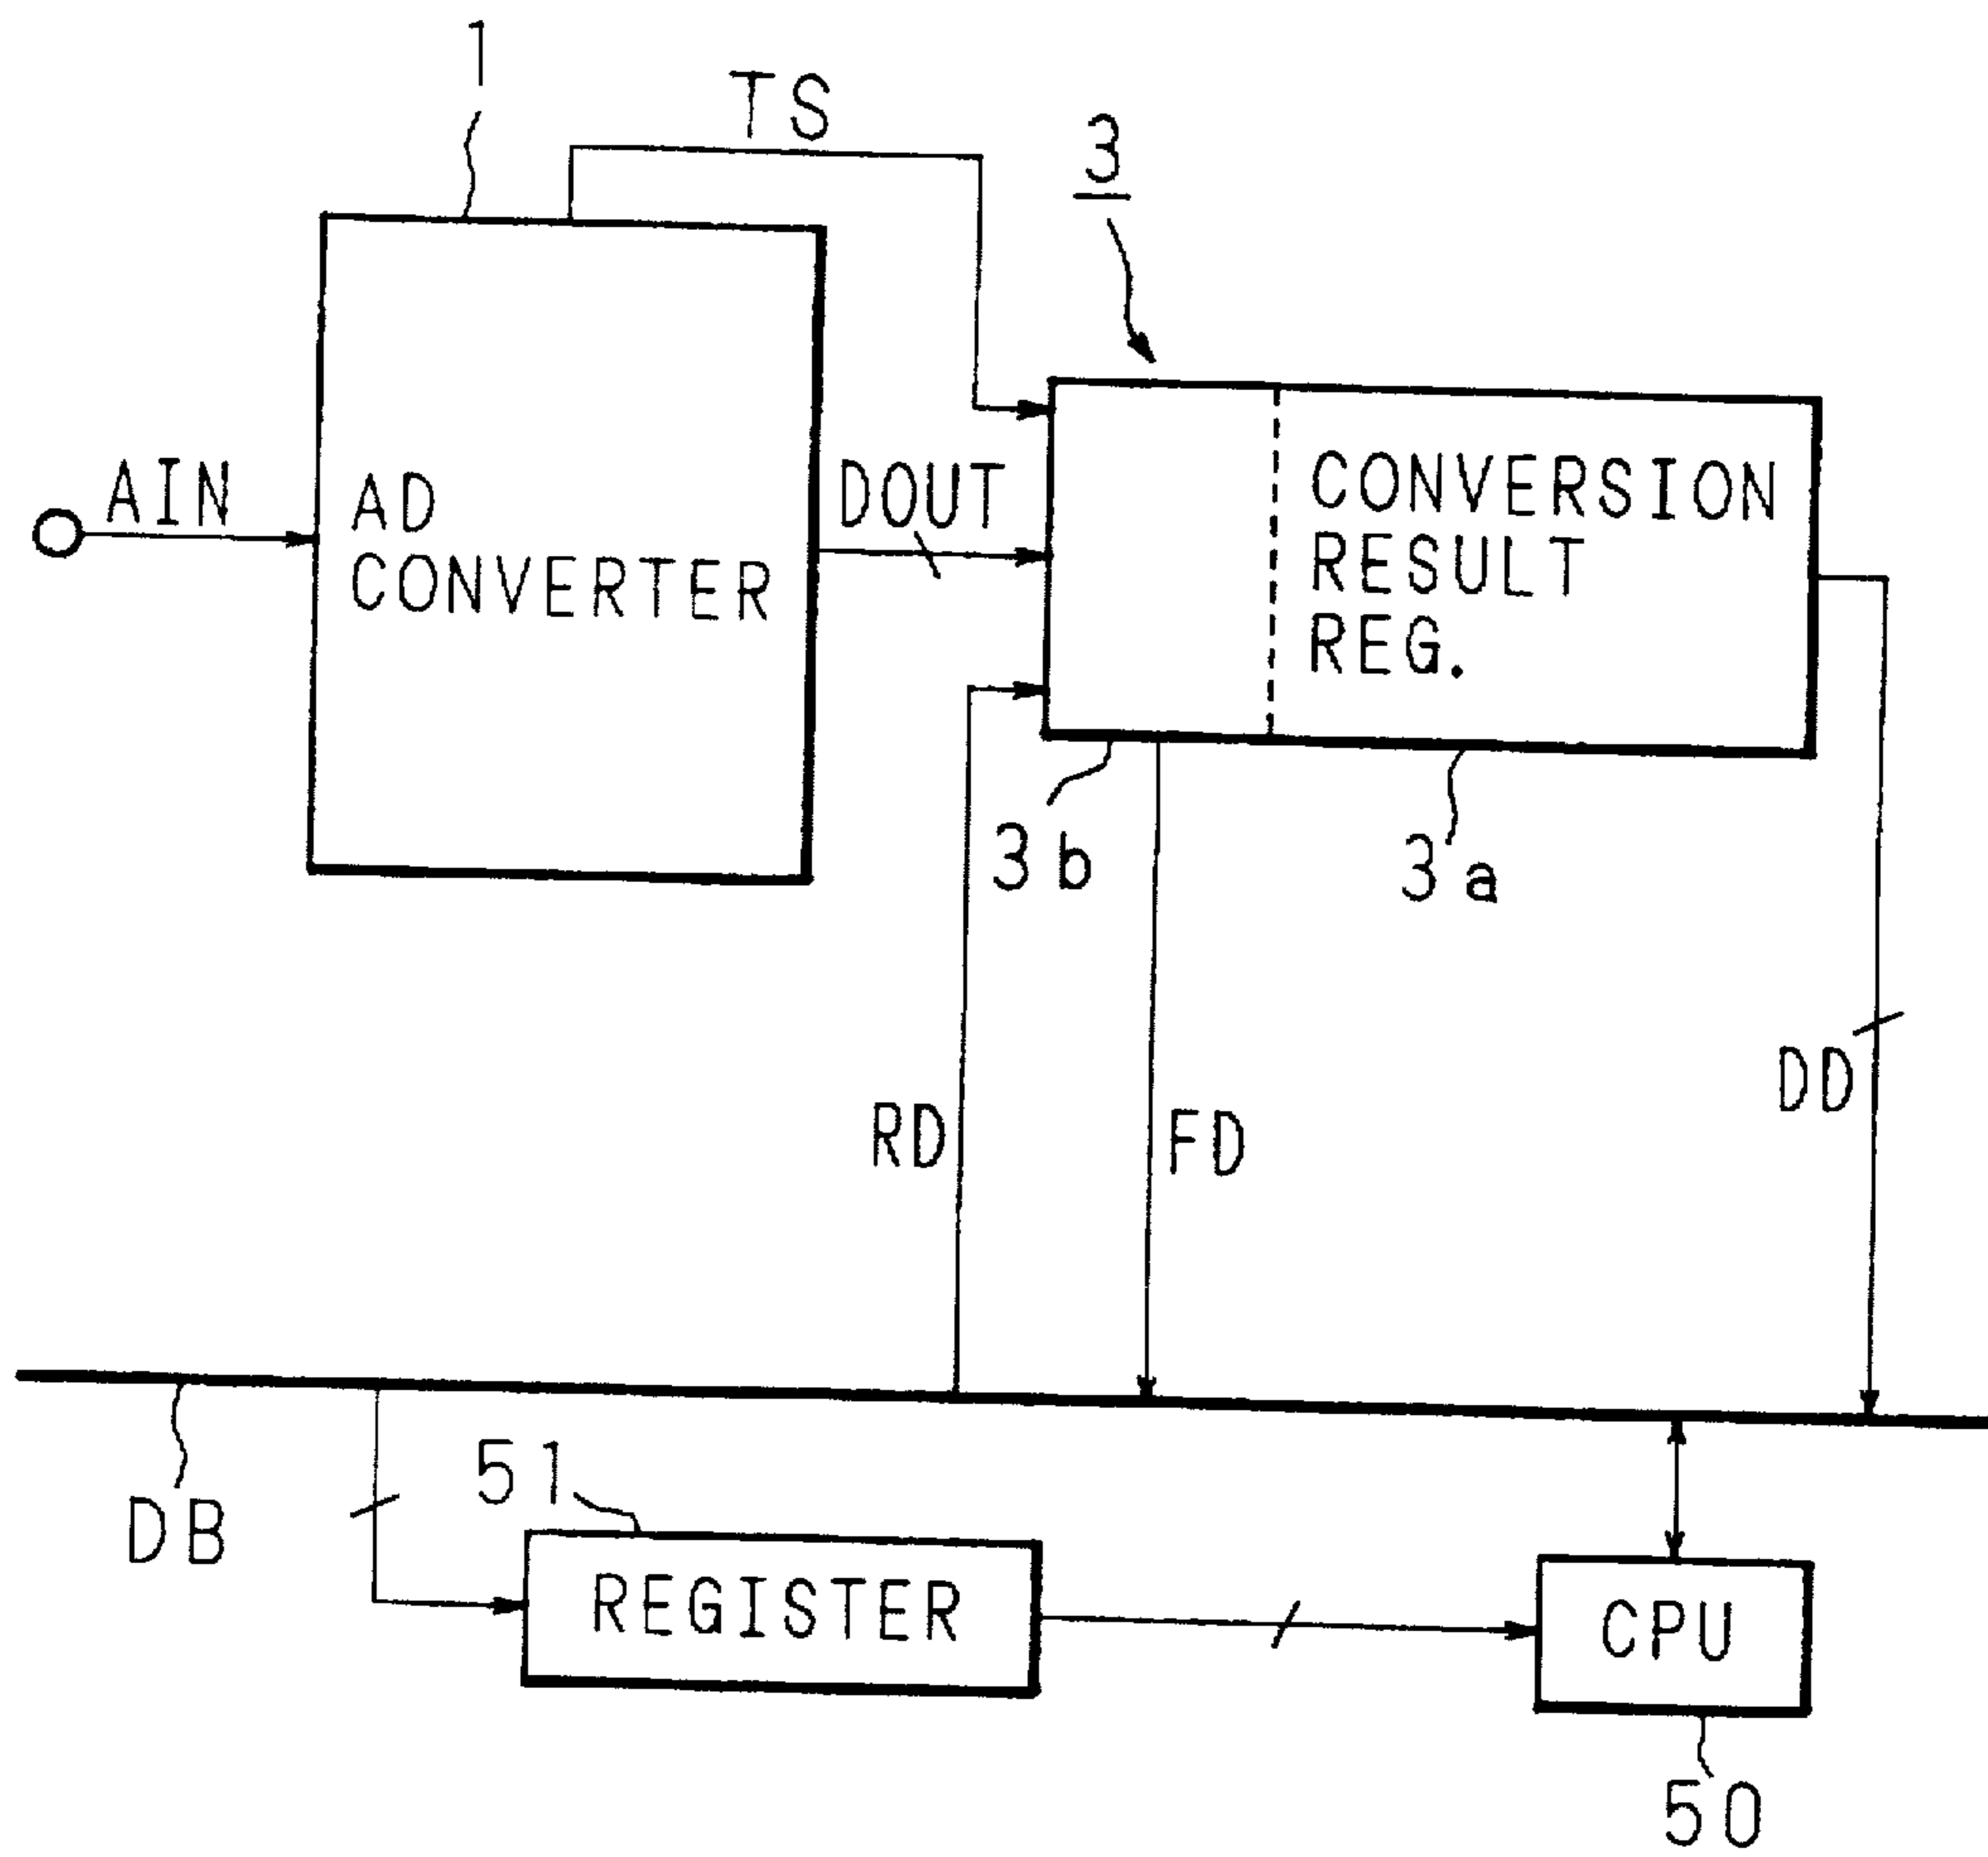 1
TS
3
AIN
AD
CONVERTER
DOUT
CONVERSION
RESULT
REG.
3b
3a
RD
FD
DD
DB
51
REGISTER
CPU
50